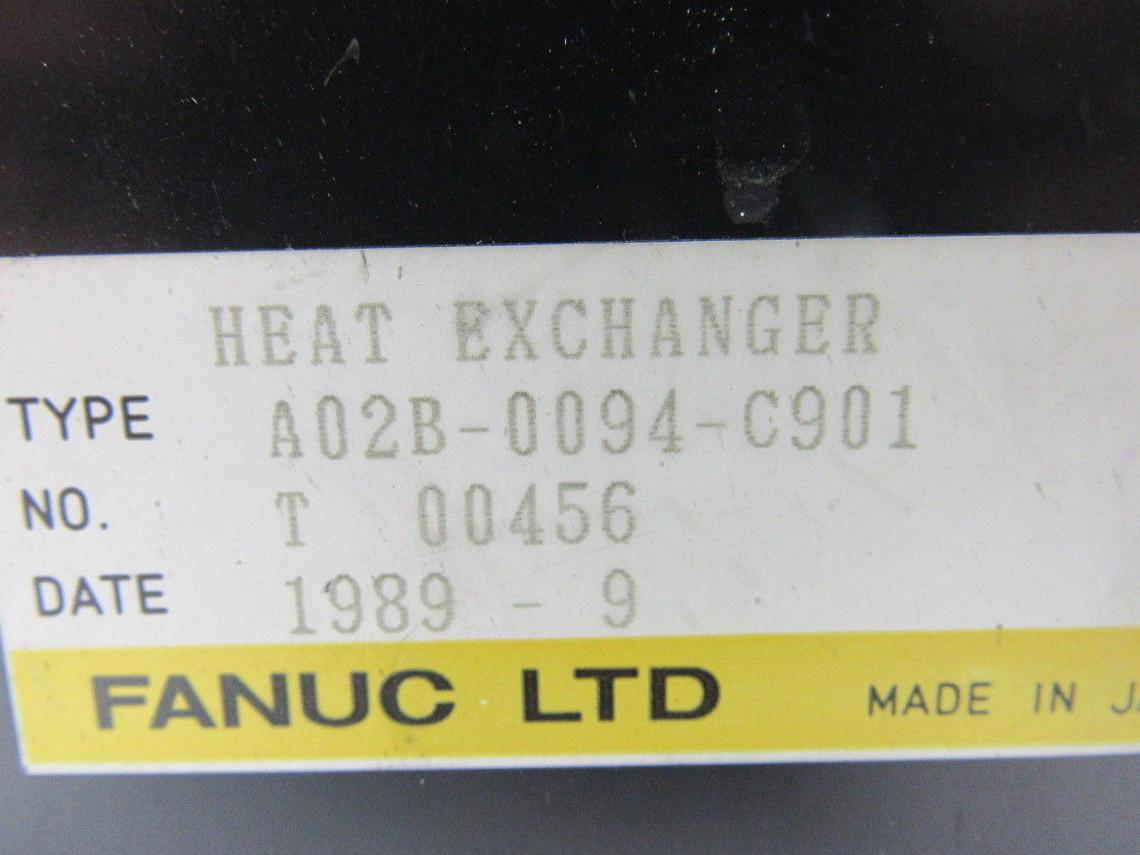 HEAT EXCHANGER
TYPE A02B-0094-C901
NO. T 00456
DATE 1989 - 9
FANUC LTD MADE IN